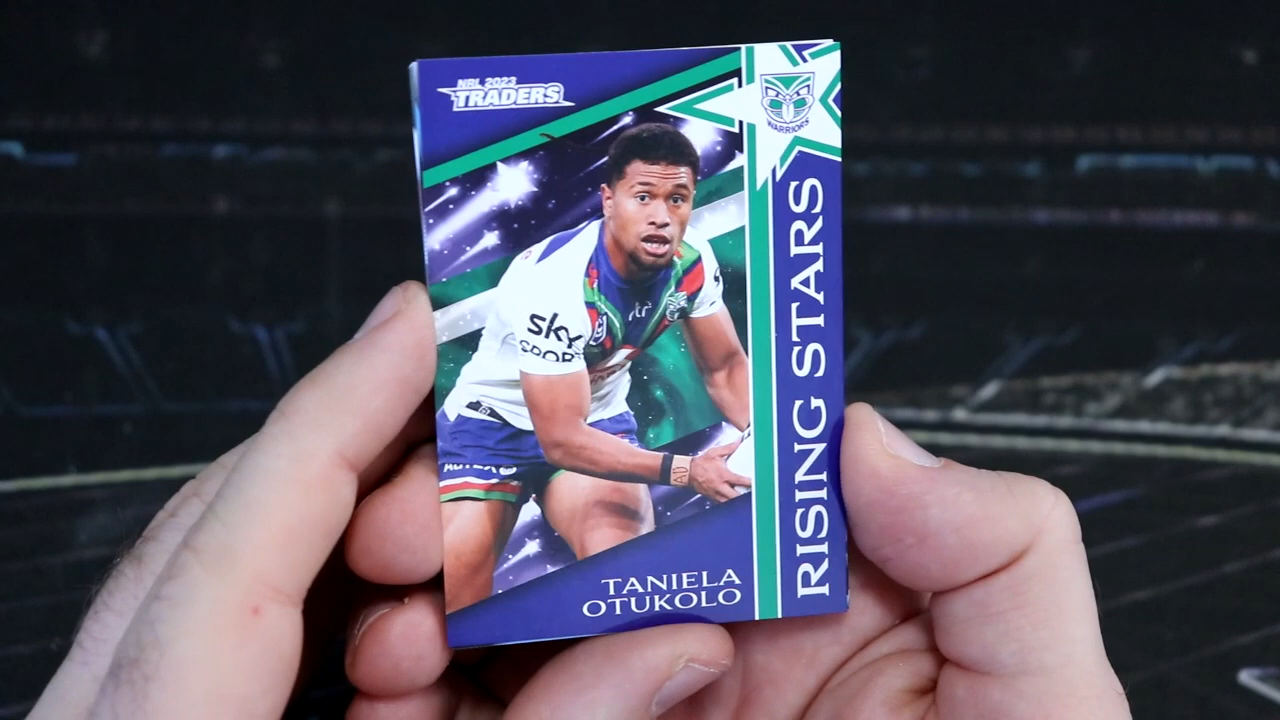 NRL 2023
TRADERS
WARRIORS
RISING STARS
sky
SPORT
TANIELA
OTUKOLO